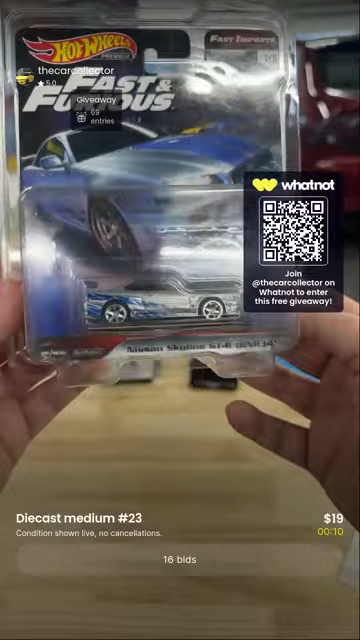 HOT WHEELS
PREMIUM
FAST IMPORTS
1/5
thecarcollector
★5.0
FAST &
FURIOUS
Giveaway
69
entries
whatnot
Join
@thecarcollector on
Whatnot to enter
this free giveaway!
Nissan Skyline GT-R (BNR34)
Diecast medium #23
$19
Condition shown live, no cancellations.
00:10
16 bids